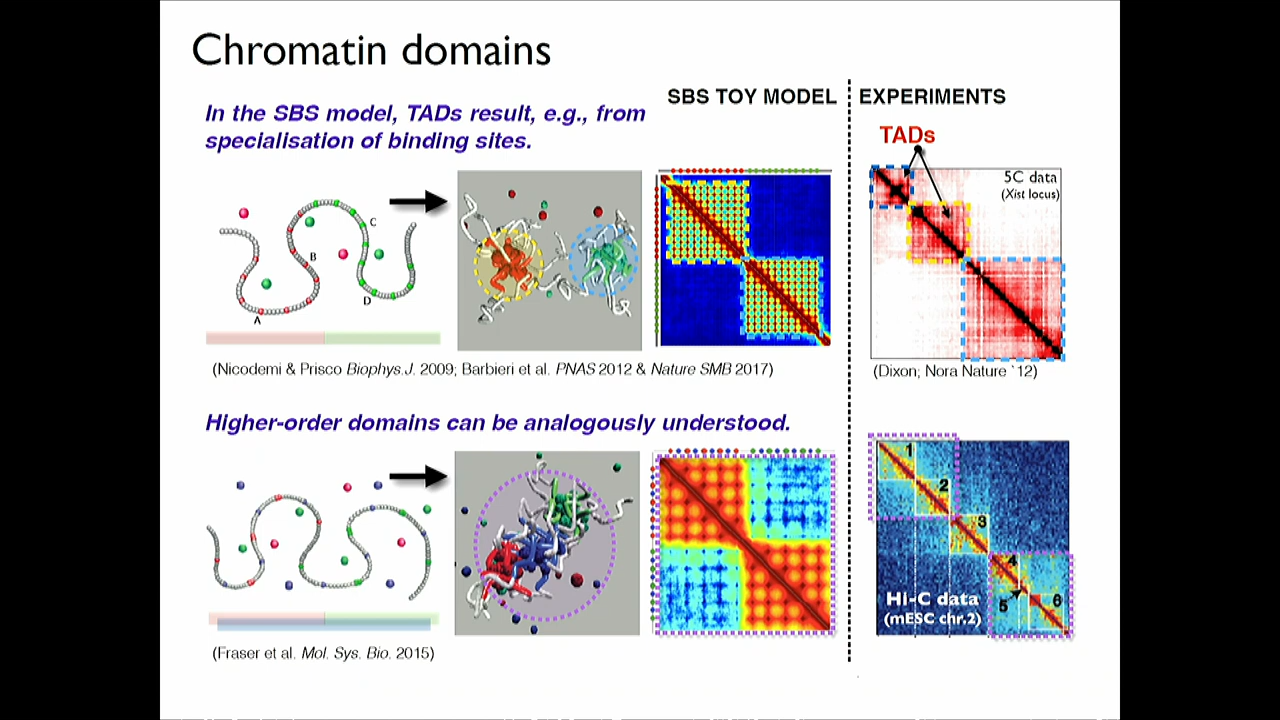 Chromatin domains
In the SBS model, TADs result, e.g., from
specialisation of binding sites.
SBS TOY MODEL
EXPERIMENTS
TADs
5C data
(Xist locus)
A
B
C
D
(Nicodemi & Prisco Biophys.J. 2009; Barbieri et al. PNAS 2012 & Nature SMB 2017)
(Dixon; Nora Nature `12)
Higher-order domains can be analogously understood.
1
2
3
4
5
6
Hi-C data
(mESC chr.2)
(Fraser et al. Mol. Sys. Bio. 2015)